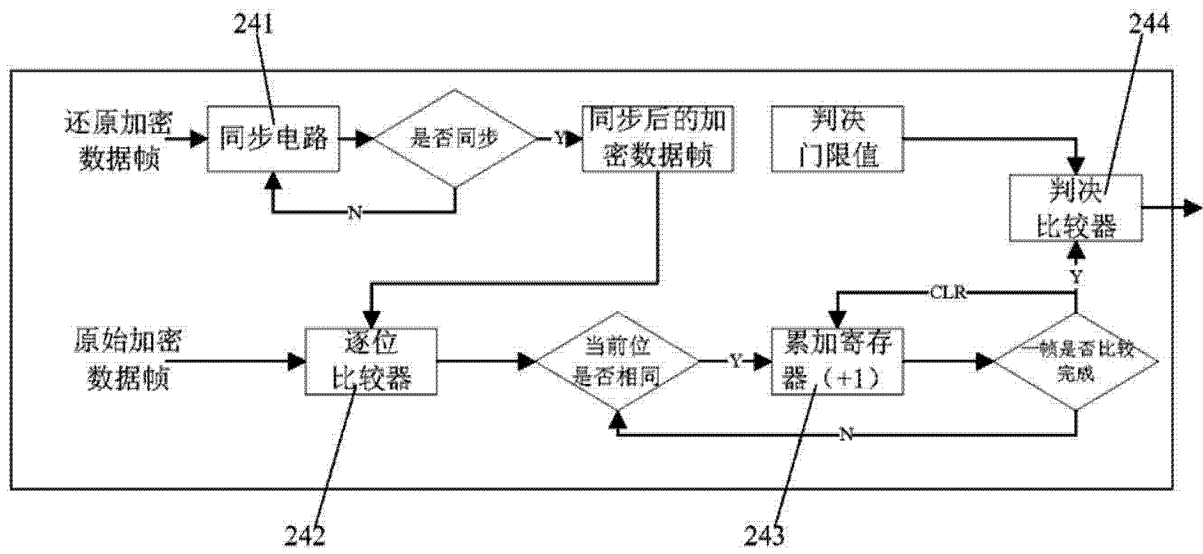 241
244
还原加密
数据帧
同步电路
是否同步
Y
同步后的加
密数据帧
判决
门限值
判决
比较器
N
Y
CLR
原始加密
数据帧
逐位
比较器
当前位
是否相同
Y
累加寄存
器（+1）
一帧是否比较
完成
N
242
243